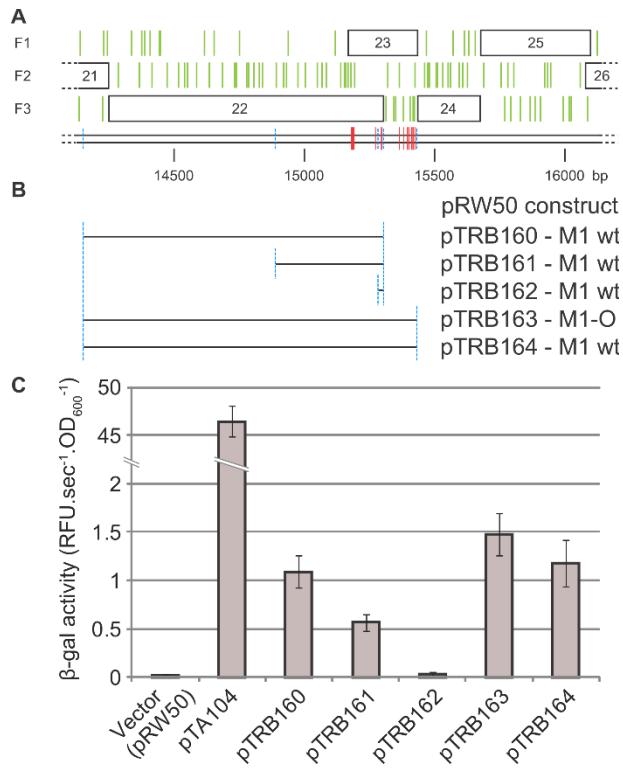 A
F1 23 25
F2 21 26
F3 22 24
14500 15000 15500 16000 bp
B
pRW50 construct
pTRB160 - M1 wt
pTRB161 - M1 wt
pTRB162 - M1 wt
pTRB163 - M1-O
pTRB164 - M1 wt
C
β-gal activity (RFU.sec⁻¹.OD₆₀₀⁻¹)
50
45
2
1.5
1
0.5
0
Vector (pRW50)
pTA104
pTRB160
pTRB161
pTRB162
pTRB163
pTRB164